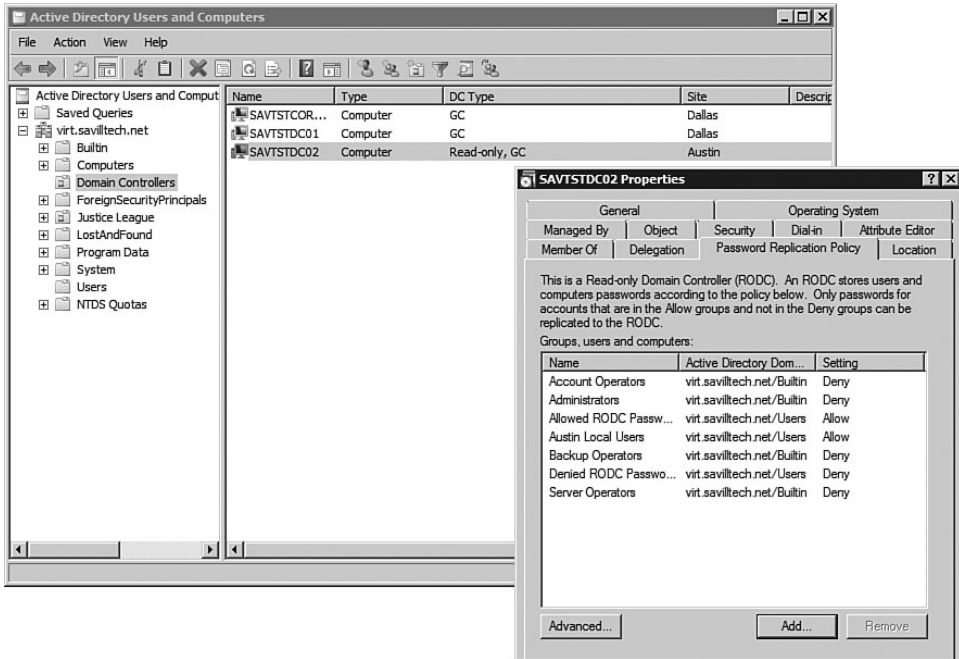 Active Directory Users and Computers
File Action View Help
Active Directory Users and Comput
Saved Queries
virt.savilltech.net
Builtin
Computers
Domain Controllers
ForeignSecurityPrincipals
Justice League
LostAndFound
Program Data
System
Users
NTDS Quotas
Name Type DC Type Site Descrip
SAVTSTCOR... Computer GC Dallas
SAVTSTDC01 Computer GC Dallas
SAVTSTDC02 Computer Read-only, GC Austin
SAVTSTDC02 Properties
General Operating System
Managed By Object Security Dial-in Attribute Editor
Member Of Delegation Password Replication Policy Location
This is a Read-only Domain Controller (RODC). An RODC stores users and
computers passwords according to the policy below. Only passwords for
accounts that are in the Allow groups and not in the Deny groups can be
replicated to the RODC.
Groups, users and computers:
Name Active Directory Dom... Setting
Account Operators virt.savilltech.net/Builtin Deny
Administrators virt.savilltech.net/Builtin Deny
Allowed RODC Passw... virt.savilltech.net/Users Allow
Austin Local Users virt.savilltech.net/Users Allow
Backup Operators virt.savilltech.net/Builtin Deny
Denied RODC Passwo... virt.savilltech.net/Users Deny
Server Operators virt.savilltech.net/Builtin Deny
Advanced... Add... Remove